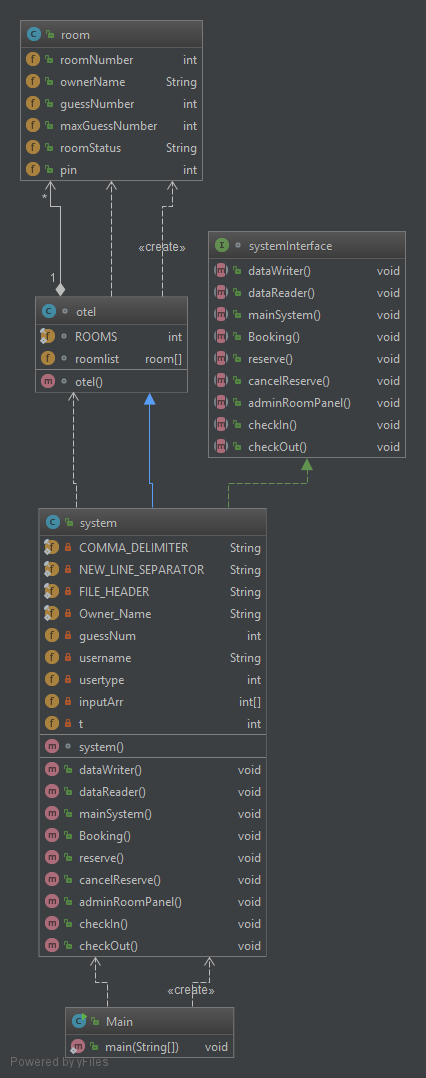 C room
f roomNumber int
f ownerName String
f guessNumber int
f maxGuessNumber int
f roomStatus String
f pin int
*
«create»
1
I systemInterface
m dataWriter() void
m dataReader() void
m mainSystem() void
m Booking() void
m reserve() void
m cancelReserve() void
m adminRoomPanel() void
m checkIn() void
m checkOut() void
C otel
f ROOMS int
f roomlist room[]
m otel()
C system
f COMMA_DELIMITER String
f NEW_LINE_SEPARATOR String
f FILE_HEADER String
f Owner_Name String
f guessNum int
f username String
f usertype int
f inputArr int[]
f t int
m system()
m dataWriter() void
m dataReader() void
m mainSystem() void
m Booking() void
m reserve() void
m cancelReserve() void
m adminRoomPanel() void
m checkIn() void
m checkOut() void
«create»
C Main
m main(String[]) void
Powered by yFiles